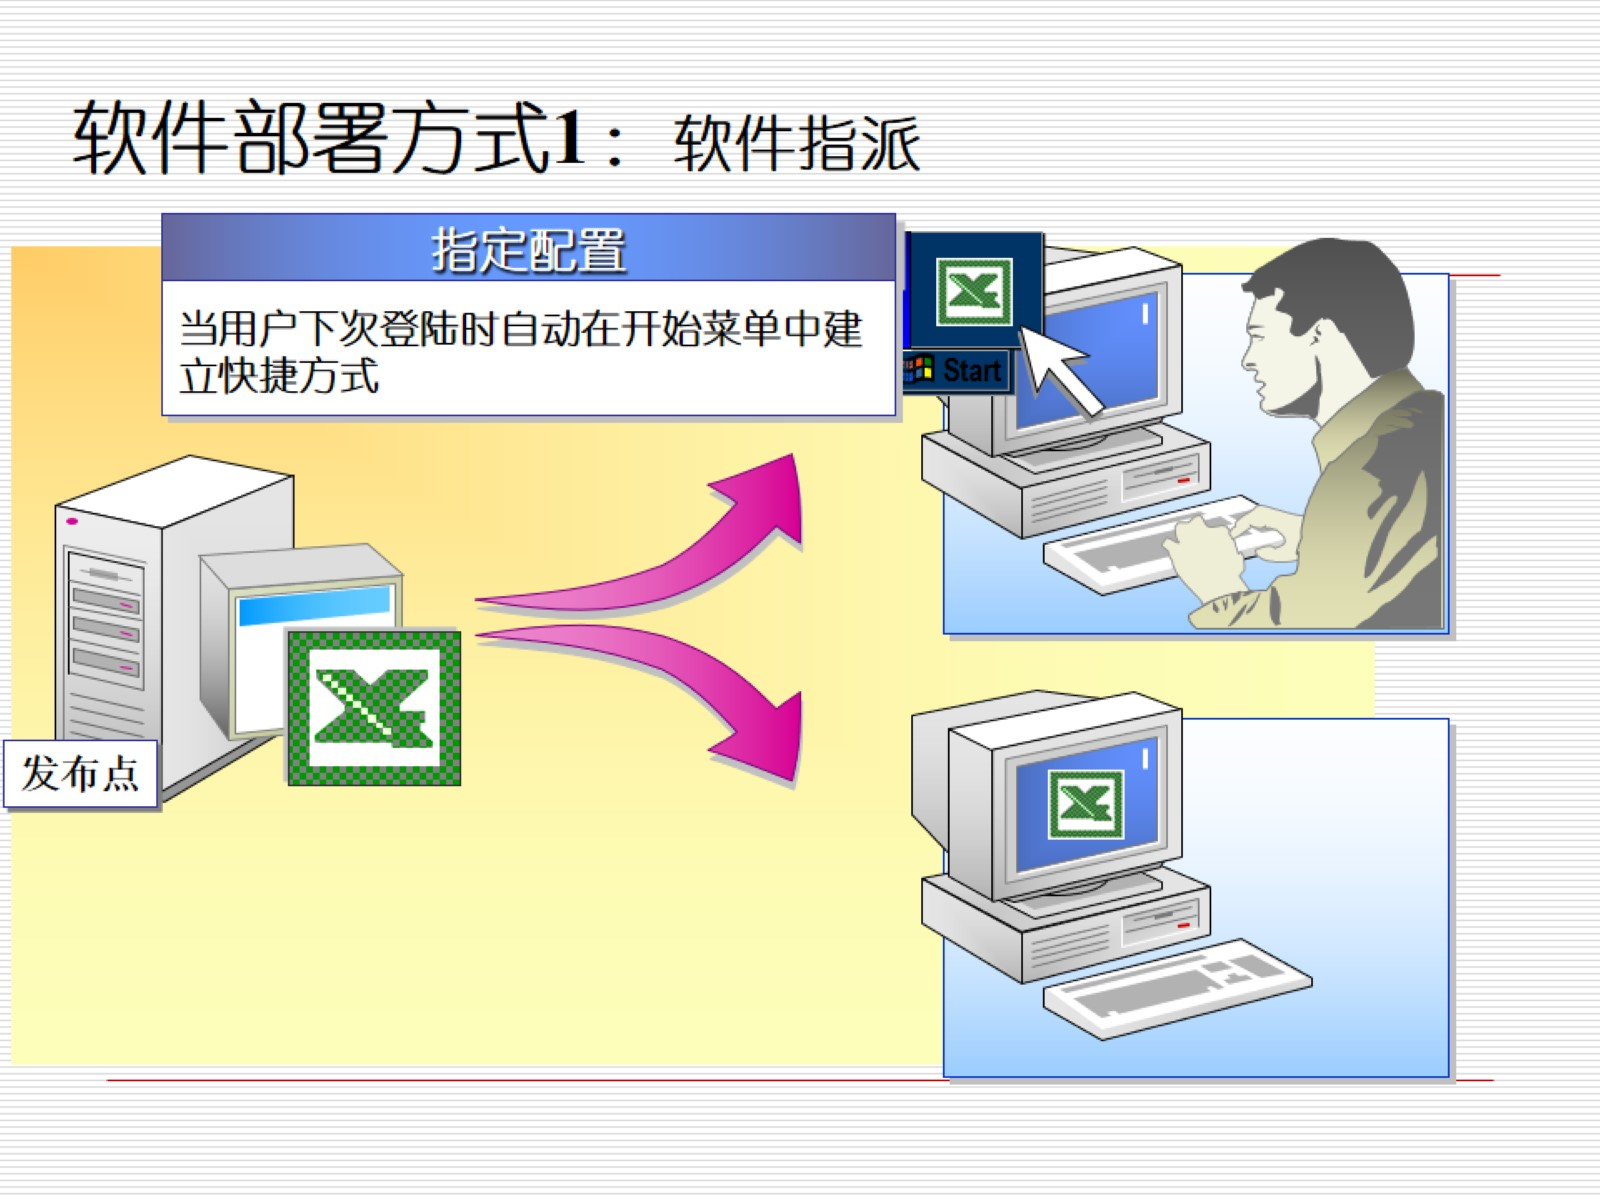 软件部署方式1：软件指派
指定配置
当用户下次登陆时自动在开始菜单中建
立快捷方式
Start
发布点